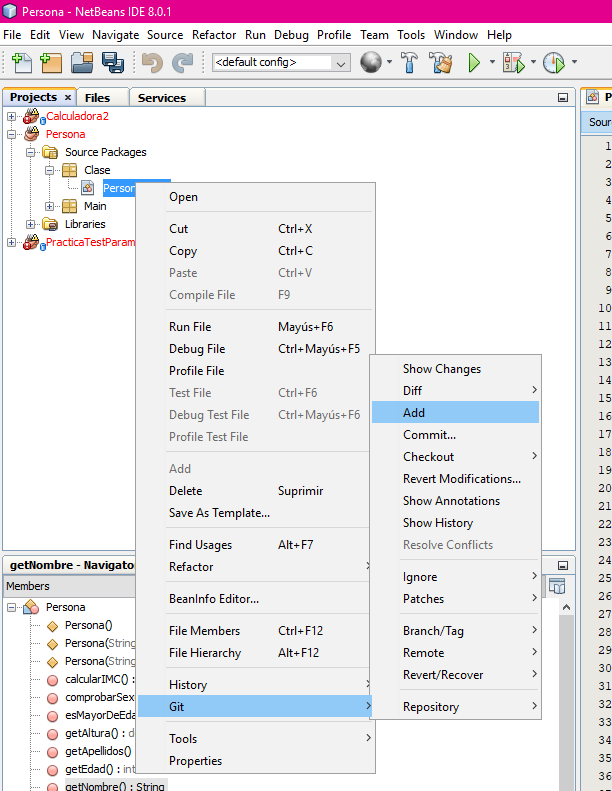 Persona - NetBeans IDE 8.0.1
File Edit View Navigate Source Refactor Run Debug Profile Team Tools Window Help
<default config>
Projects × Files Services
P
Sour
Calculadora2
Persona
Source Packages
Clase
Person
Main
Libraries
PracticaTestParam
Open
Cut Ctrl+X
Copy Ctrl+C
Paste Ctrl+V
Compile File F9
Run File Mayús+F6
Debug File Ctrl+Mayús+F5
Profile File
Test File Ctrl+F6
Debug Test File Ctrl+Mayús+F6
Profile Test File
Add
Delete Suprimir
Save As Template...
Find Usages Alt+F7
Refactor
BeanInfo Editor...
File Members Ctrl+F12
File Hierarchy Alt+F12
History
Git
Tools
Properties
Show Changes
Diff
Add
Commit...
Checkout
Revert Modifications...
Show Annotations
Show History
Resolve Conflicts
Ignore
Patches
Branch/Tag
Remote
Revert/Recover
Repository
getNombre - Navigator
Members
Persona
Persona()
Persona(String
Persona(String
calcularIMC() :
comprobarSex
esMayorDeEda
getAltura() : d
getApellidos()
getEdad() : int
getNombre() : String
1
2
3
4
5
6
7
8
9
10
11
12
13
14
15
16
17
18
19
20
21
22
23
24
25
26
27
28
29
30
31
32
33
34
35
36